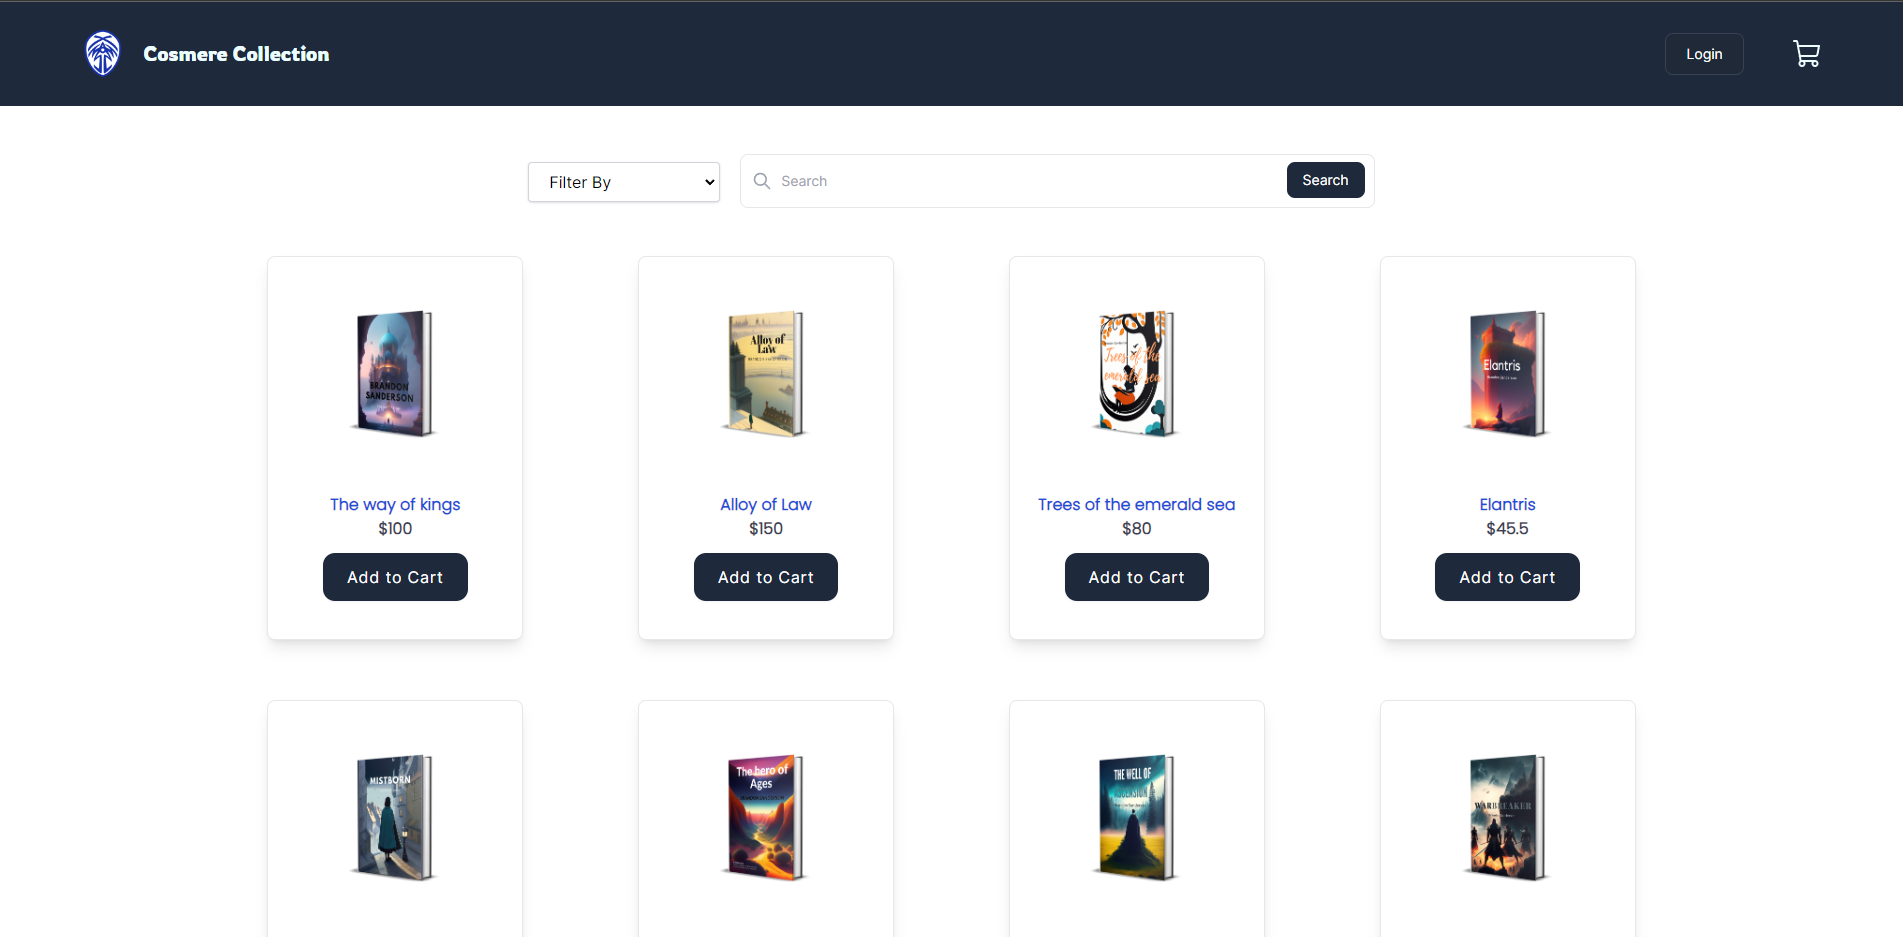 Cosmere Collection
Login
Filter By
Search
Search
BRANDON
SANDERSON
Alloy of
Law
Trees of the
emerald sea
Elantris
The way of kings
Alloy of Law
Trees of the emerald sea
Elantris
$100
$150
$80
$45.5
Add to Cart
Add to Cart
Add to Cart
Add to Cart
MISTBORN
The hero of
Ages
THE WELL OF
ASCENSION
WARBREAKER